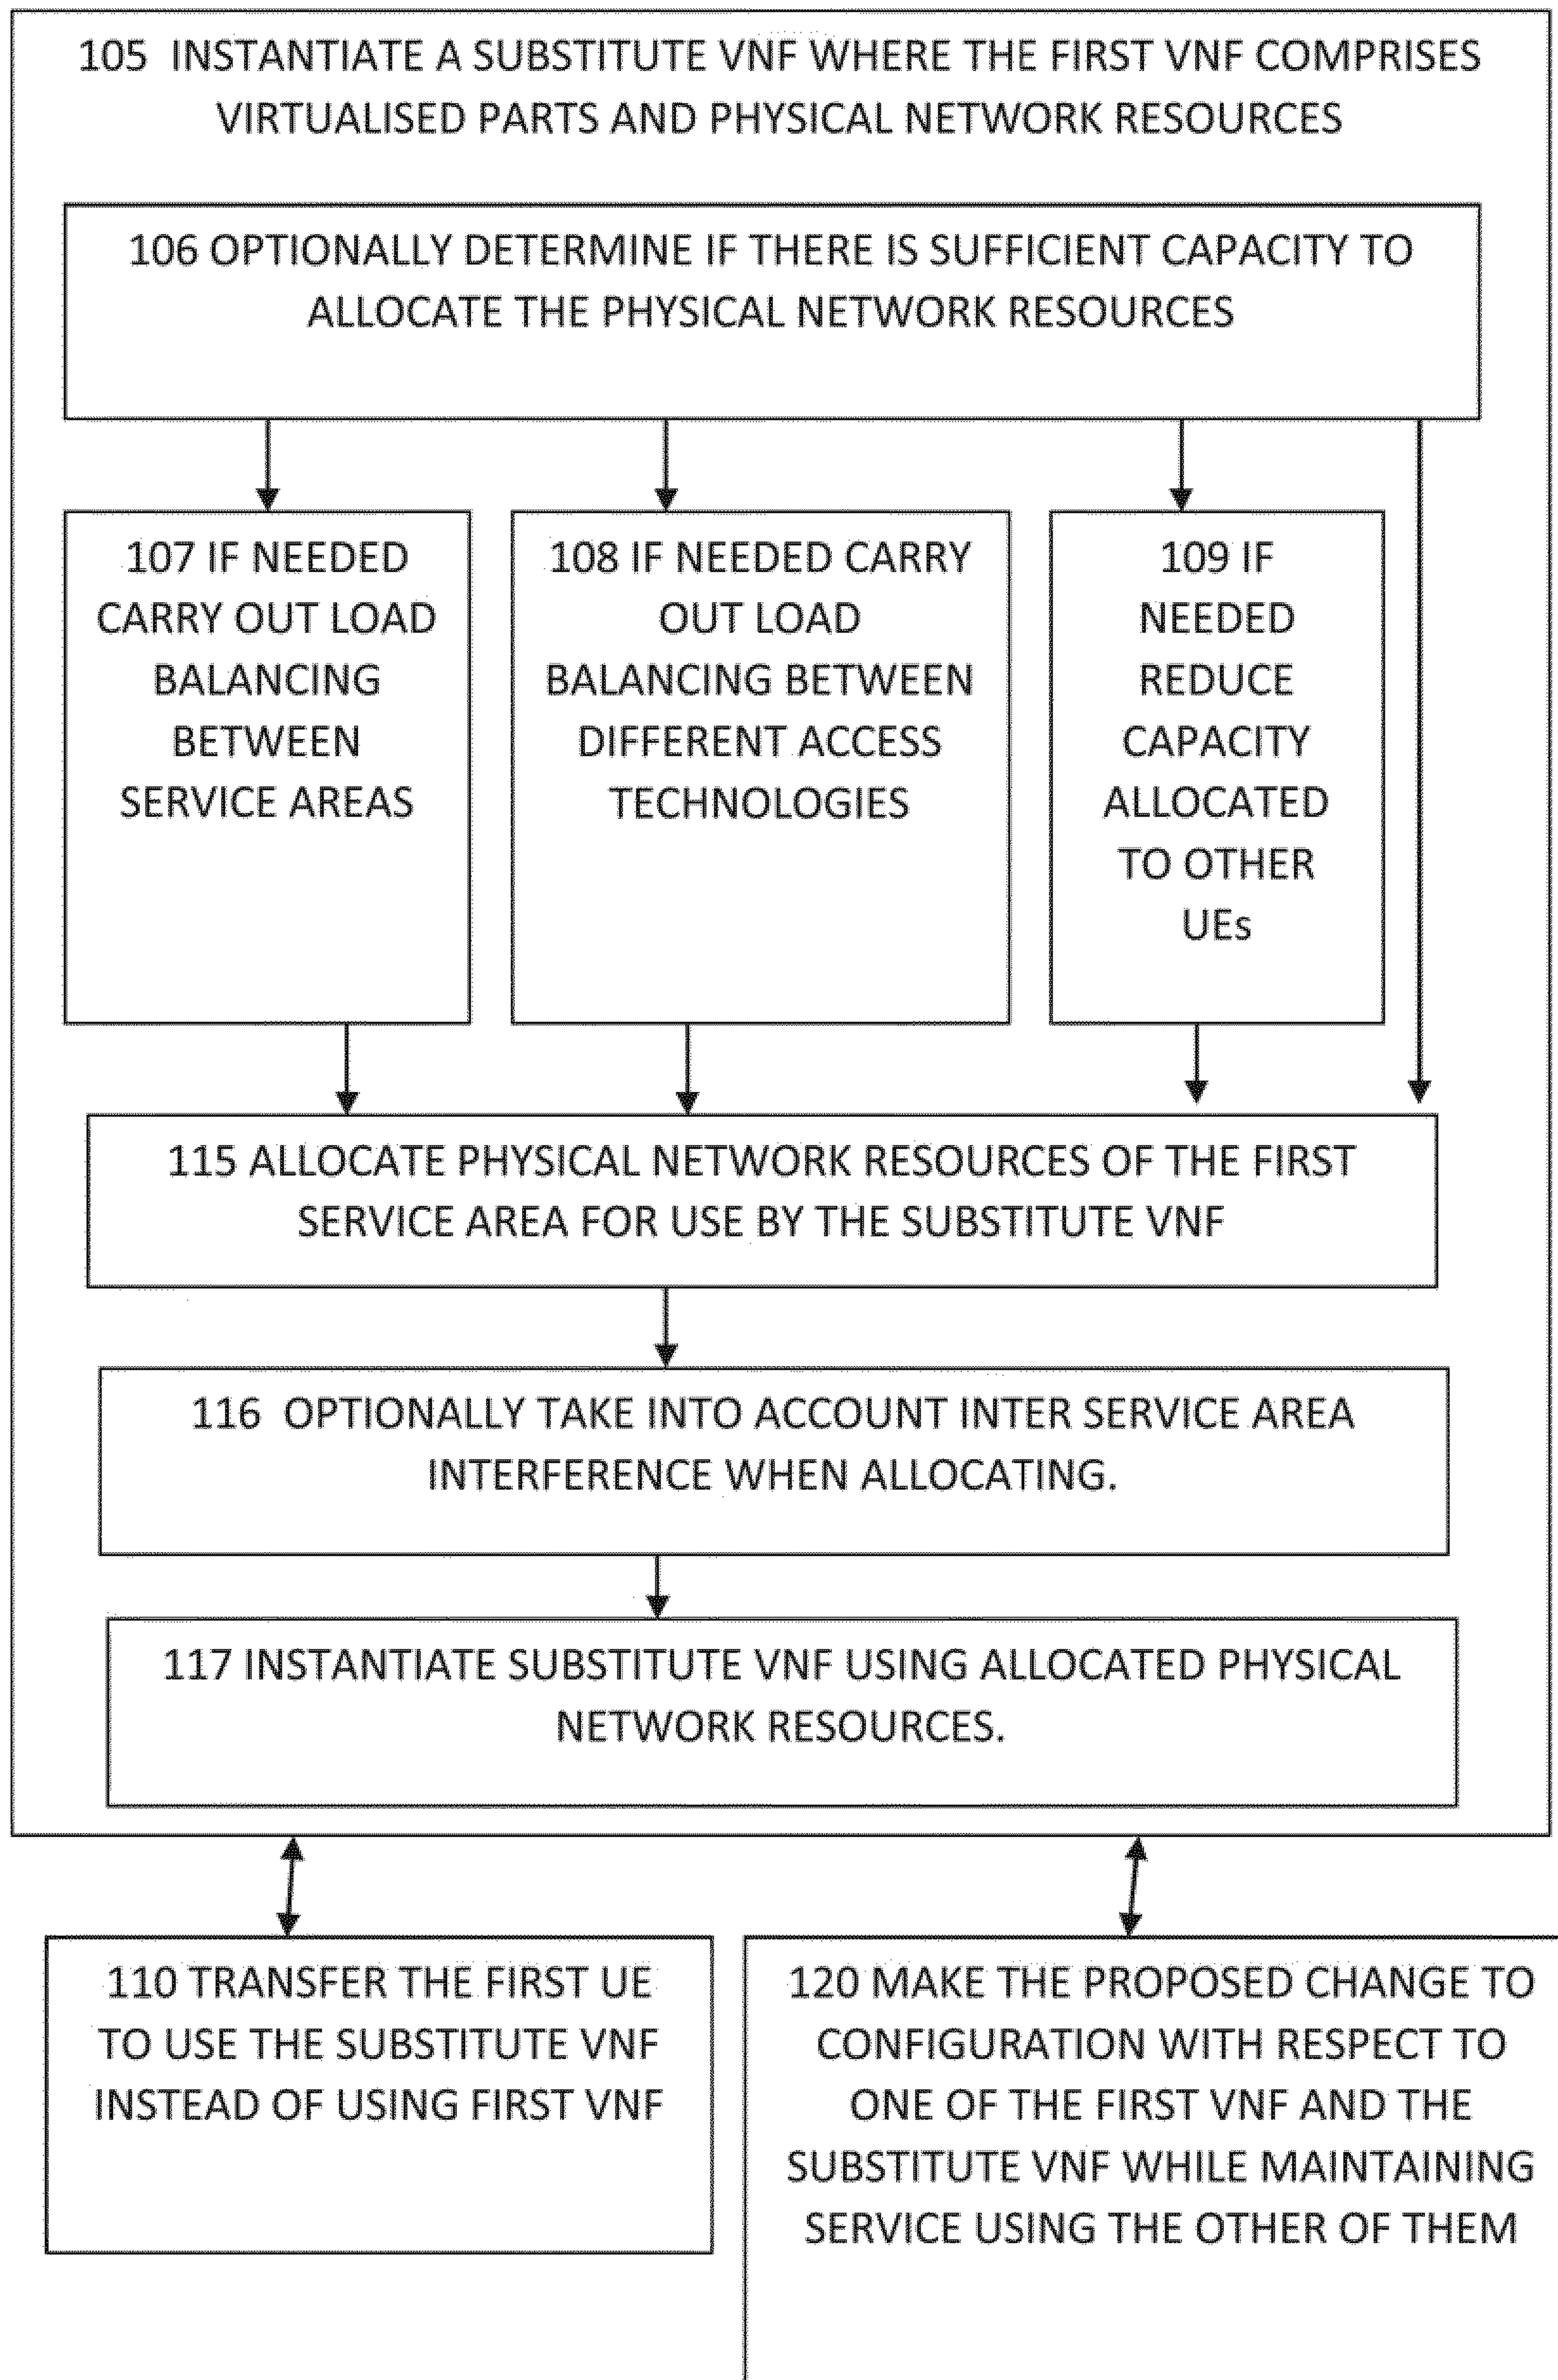 105 INSTANTIATE A SUBSTITUTE VNF WHERE THE FIRST VNF COMPRISES
VIRTUALISED PARTS AND PHYSICAL NETWORK RESOURCES
106 OPTIONALLY DETERMINE IF THERE IS SUFFICIENT CAPACITY TO
ALLOCATE THE PHYSICAL NETWORK RESOURCES
107 IF NEEDED
CARRY OUT LOAD
BALANCING
BETWEEN
SERVICE AREAS
108 IF NEEDED CARRY
OUT LOAD
BALANCING BETWEEN
DIFFERENT ACCESS
TECHNOLOGIES
109 IF
NEEDED
REDUCE
CAPACITY
ALLOCATED
TO OTHER
UEs
115 ALLOCATE PHYSICAL NETWORK RESOURCES OF THE FIRST
SERVICE AREA FOR USE BY THE SUBSTITUTE VNF
116 OPTIONALLY TAKE INTO ACCOUNT INTER SERVICE AREA
INTERFERENCE WHEN ALLOCATING.
117 INSTANTIATE SUBSTITUTE VNF USING ALLOCATED PHYSICAL
NETWORK RESOURCES.
110 TRANSFER THE FIRST UE
TO USE THE SUBSTITUTE VNF
INSTEAD OF USING FIRST VNF
120 MAKE THE PROPOSED CHANGE TO
CONFIGURATION WITH RESPECT TO
ONE OF THE FIRST VNF AND THE
SUBSTITUTE VNF WHILE MAINTAINING
SERVICE USING THE OTHER OF THEM